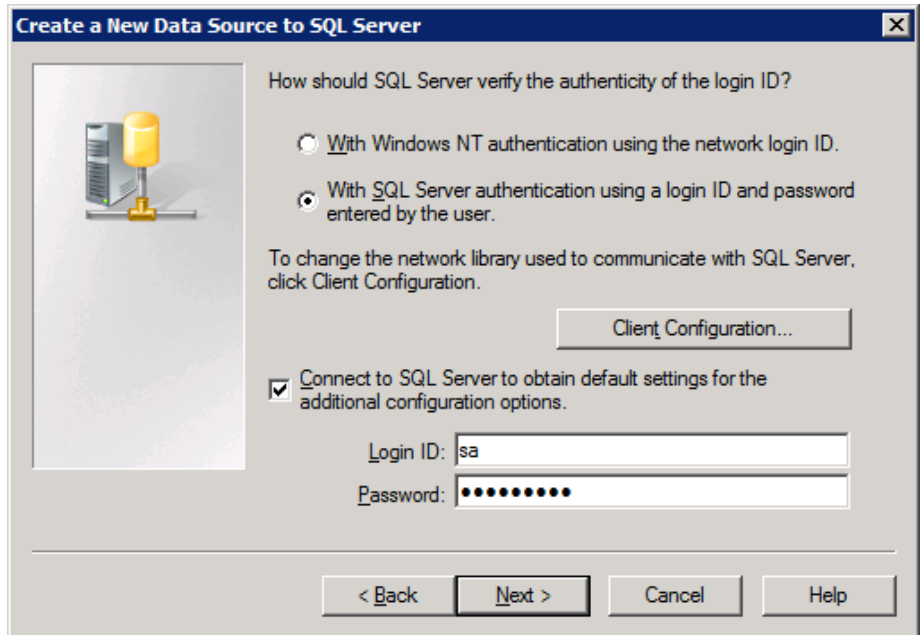 Create a New Data Source to SQL Server
How should SQL Server verify the authenticity of the login ID?
With Windows NT authentication using the network login ID.
With SQL Server authentication using a login ID and password
entered by the user.
To change the network library used to communicate with SQL Server,
click Client Configuration.
Client Configuration...
Connect to SQL Server to obtain default settings for the
additional configuration options.
Login ID: sa
Password: ●●●●●●●●●
< Back Next > Cancel Help